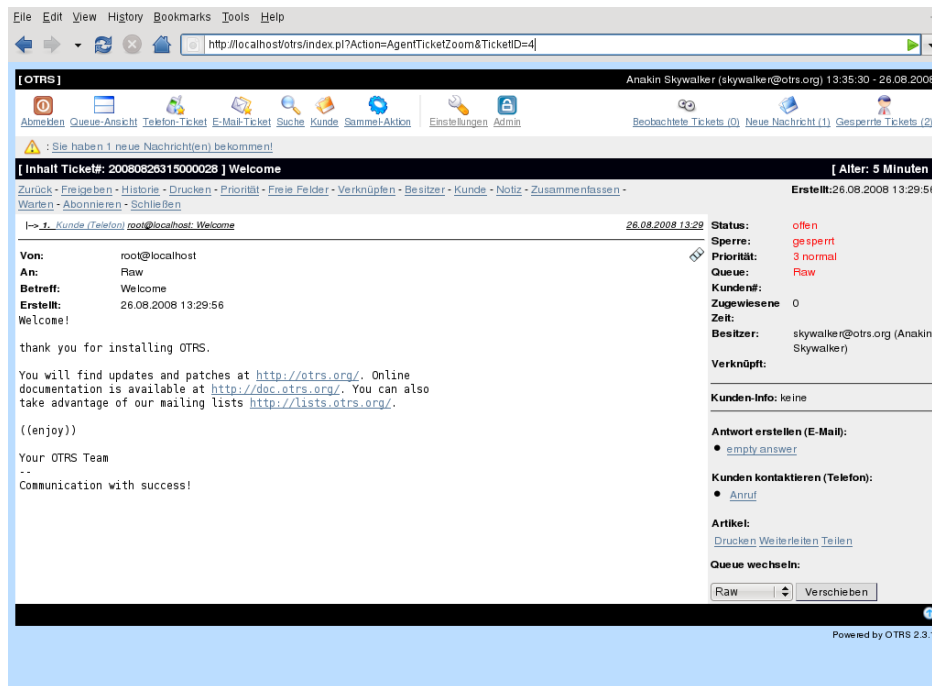 File Edit View History Bookmarks Tools Help
http://localhost/otrs/index.pl?Action=AgentTicketZoom&TicketID=4
[ OTRS ] Anakin Skywalker (skywalker@otrs.org) 13:35:30 - 26.08.2008
Abmelden Queue-Ansicht Telefon-Ticket E-Mail-Ticket Suche Kunde Sammel-Aktion Einstellungen Admin Beobachtete Tickets (0) Neue Nachricht (1) Gesperrte Tickets (2)
: Sie haben 1 neue Nachricht(en) bekommen!
[ Inhalt Ticket#: 20080826315000028 ] Welcome [ Alter: 5 Minuten
Zurück - Freigeben - Historie - Drucken - Priorität - Freie Felder - Verknüpfen - Besitzer - Kunde - Notiz - Zusammenfassen - Erstellt:26.08.2008 13:29:56
Warten - Abonnieren - Schließen
|--> 1. Kunde (Telefon) root@localhost: Welcome 26.08.2008 13:29
Von: root@localhost
An: Raw
Betreff: Welcome
Erstellt: 26.08.2008 13:29:56
Welcome!
thank you for installing OTRS.
You will find updates and patches at http://otrs.org/. Online
documentation is available at http://doc.otrs.org/. You can also
take advantage of our mailing lists http://lists.otrs.org/.
((enjoy))
Your OTRS Team
--
Communication with success!
Status: offen
Sperre: gesperrt
Priorität: 3 normal
Queue: Raw
Kunden#:
Zugewiesene 0
Zeit:
Besitzer: skywalker@otrs.org (Anakin
Skywalker)
Verknüpft:
Kunden-Info: keine
Antwort erstellen (E-Mail):
empty answer
Kunden kontaktieren (Telefon):
Anruf
Artikel:
Drucken Weiterleiten Teilen
Queue wechseln:
Raw Verschieben
Powered by OTRS 2.3.